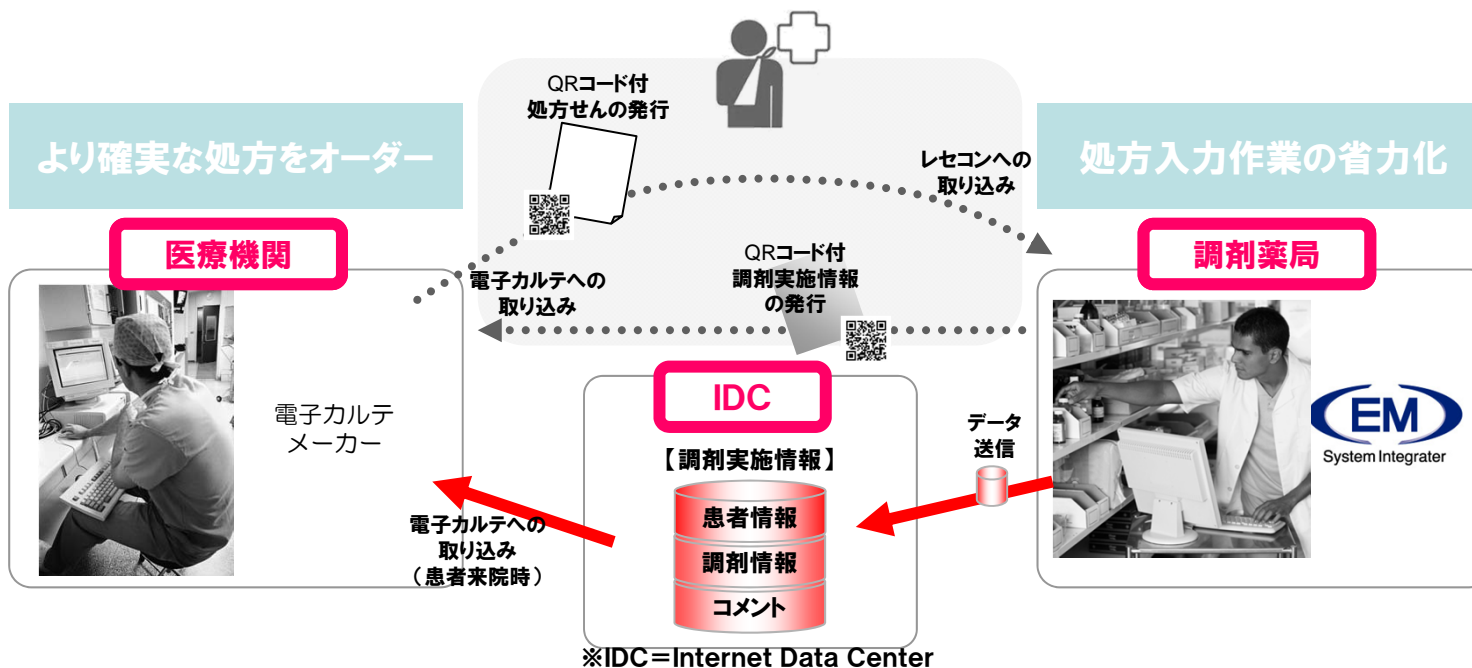 QRコード付
処方せんの発行
より確実な処方をオーダー
レセコンへの
取り込み
処方入力作業の省力化
医療機関
電子カルテへの
取り込み
QRコード付
調剤実施情報
の発行
調剤薬局
電子カルテ
メーカー
IDC
【調剤実施情報】
患者情報
調剤情報
コメント
データ
送信
EM
System Integrater
電子カルテへの
取り込み
（患者来院時）
※IDC＝Internet Data Center